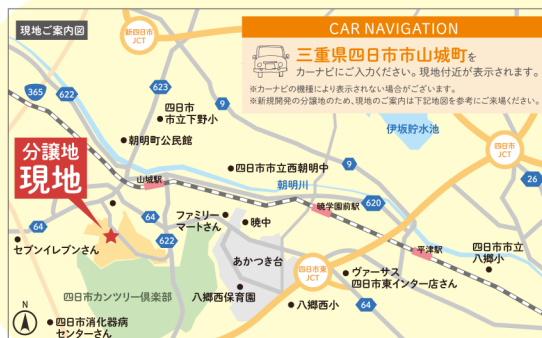 現地ご案内図
新四日市
JCT
CAR NAVIGATION
三重県四日市市山城町を
カーナビにご入力ください。現地付近が表示されます。
※カーナビの機種により表示されない場合がございます。
※新規開発の分譲地のため、現地のご案内は下記地図を参考にご来場ください。
365
622
623
9
四日市
市立下野小
朝明町公民館
伊坂貯水池
四日市
JCT
分譲地
現地
山城駅
四日市市立西朝明中
9
朝明川
26
64
64
622
ファミリー
マートさん
暁中
暁学園前駅
620
平津駅
セブンイレブンさん
あかつき台
四日市市立
八郷小
四日市東
JCT
ヴァーサス
四日市東インター店さん
四日市カンツリー倶楽部
八郷西保育園
八郷西小
64
N
四日市消化器病
センターさん